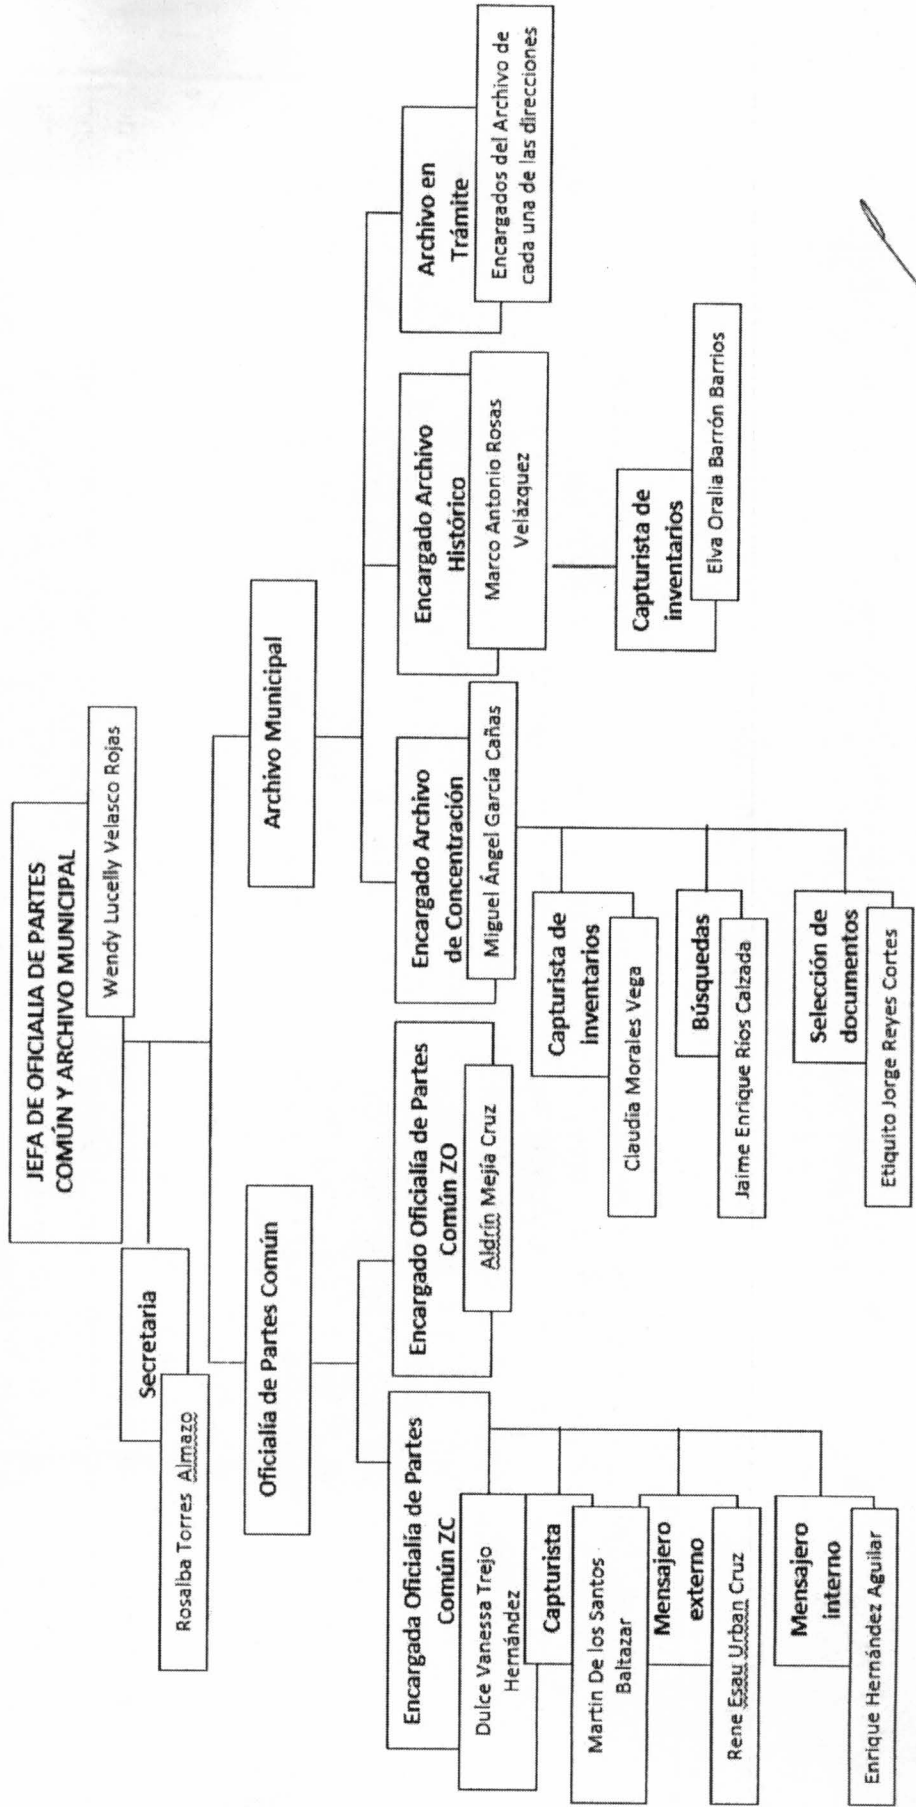 JEFA DE OFICIALIA DE PARTES
COMÚN Y ARCHIVO MUNICIPAL
Wendy Lucelly Velasco Rojas
Secretaria
Rosalba Torres Almazo
Oficialía de Partes Común
Archivo Municipal
Encargada Oficialía de Partes
Común ZC
Dulce Vanessa Trejo
Hernández
Capturista
Martin De los Santos
Baltazar
Mensajero
externo
Rene Esau Urban Cruz
Mensajero
interno
Enrique Hernández Aguilar
Encargado Oficialía de Partes
Común ZO
Aldrín Mejía Cruz
Encargado Archivo
de Concentración
Miguel Ángel García Cañas
Capturista de
inventarios
Claudia Morales Vega
Búsquedas
Jaime Enrique Ríos Calzada
Selección de
documentos
Etiquito Jorge Reyes Cortes
Encargado Archivo
Histórico
Marco Antonio Rosas
Velázquez
Capturista de
inventarios
Elva Oralia Barrón Barrios
Archivo en
Trámite
Encargados del Archivo de
cada una de las direcciones